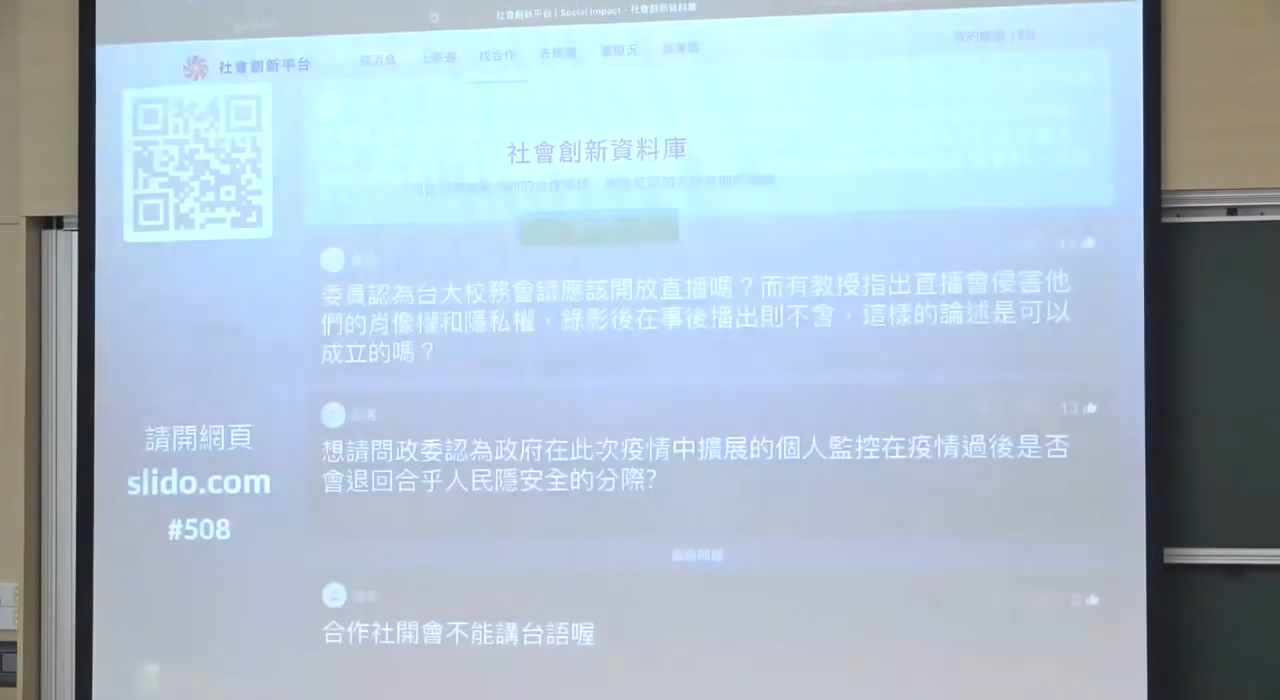 社會創新平台 | Social Impact - 社會創新資料庫
社會創新平台
找合作
社會創新資料庫
委員認為台大校務會議應該開放直播嗎？而有教授指出直播會侵害他
們的肖像權和隱私權，錄影後在事後播出則不會，這樣的論述是可以
成立的嗎？
13
想請問政委認為政府在此次疫情中擴展的個人監控在疫情過後是否
會退回合乎人民隱安全的分際?
請開網頁
slido.com
#508
0
合作社開會不能講台語喔